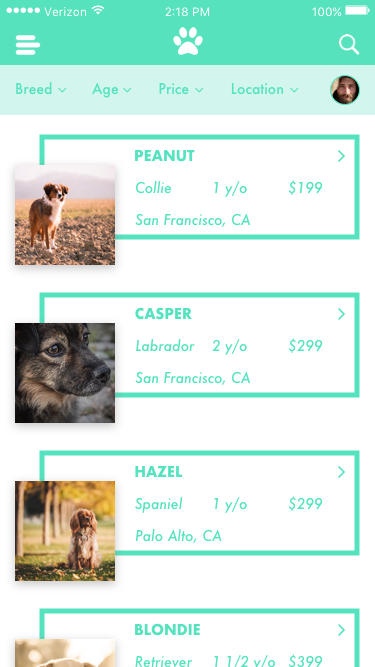 Verizon 2:18 PM 100%
Breed Age Price Location
PEANUT
Collie 1 y/o $199
San Francisco, CA
CASPER
Labrador 2 y/o $299
San Francisco, CA
HAZEL
Spaniel 1 y/o $299
Palo Alto, CA
BLONDIE
Retriever 1 1/2 y/o $399